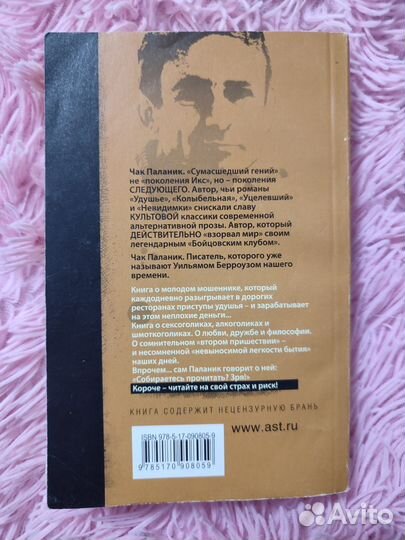 Чак Паланик. «Сумасшедший гений»
не «поколения Икс», но – поколения
СЛЕДУЮЩЕГО. Автор, чьи романы
«Удушье», «Колыбельная», «Уцелевший»
и «Невидимки» снискали славу
КУЛЬТОВОЙ классики современной
альтернативной прозы. Автор, который
ДЕЙСТВИТЕЛЬНО «взорвал мир» своим
легендарным «Бойцовским клубом».
Чак Паланик. Писатель, которого уже
называют Уильямом Берроузом нашего
времени.
Книга о молодом мошеннике, который
каждодневно разыгрывает в дорогих
ресторанах приступы удушья – и зарабатывает
на этом неплохие деньги...
Книга о сексоголиках, алкоголиках и
шмоткоголиках. О любви, дружбе и философии.
О сомнительном «втором пришествии» –
и несомненной «невыносимой легкости бытия»
наших дней.
Впрочем... сам Паланик говорит о ней:
«Собираетесь прочитать? Зря!»
Короче – читайте на свой страх и риск!
КНИГА СОДЕРЖИТ НЕЦЕНЗУРНУЮ БРАНЬ
www.ast.ru
ISBN 978-5-17-090805-9
9785170908059
Avito